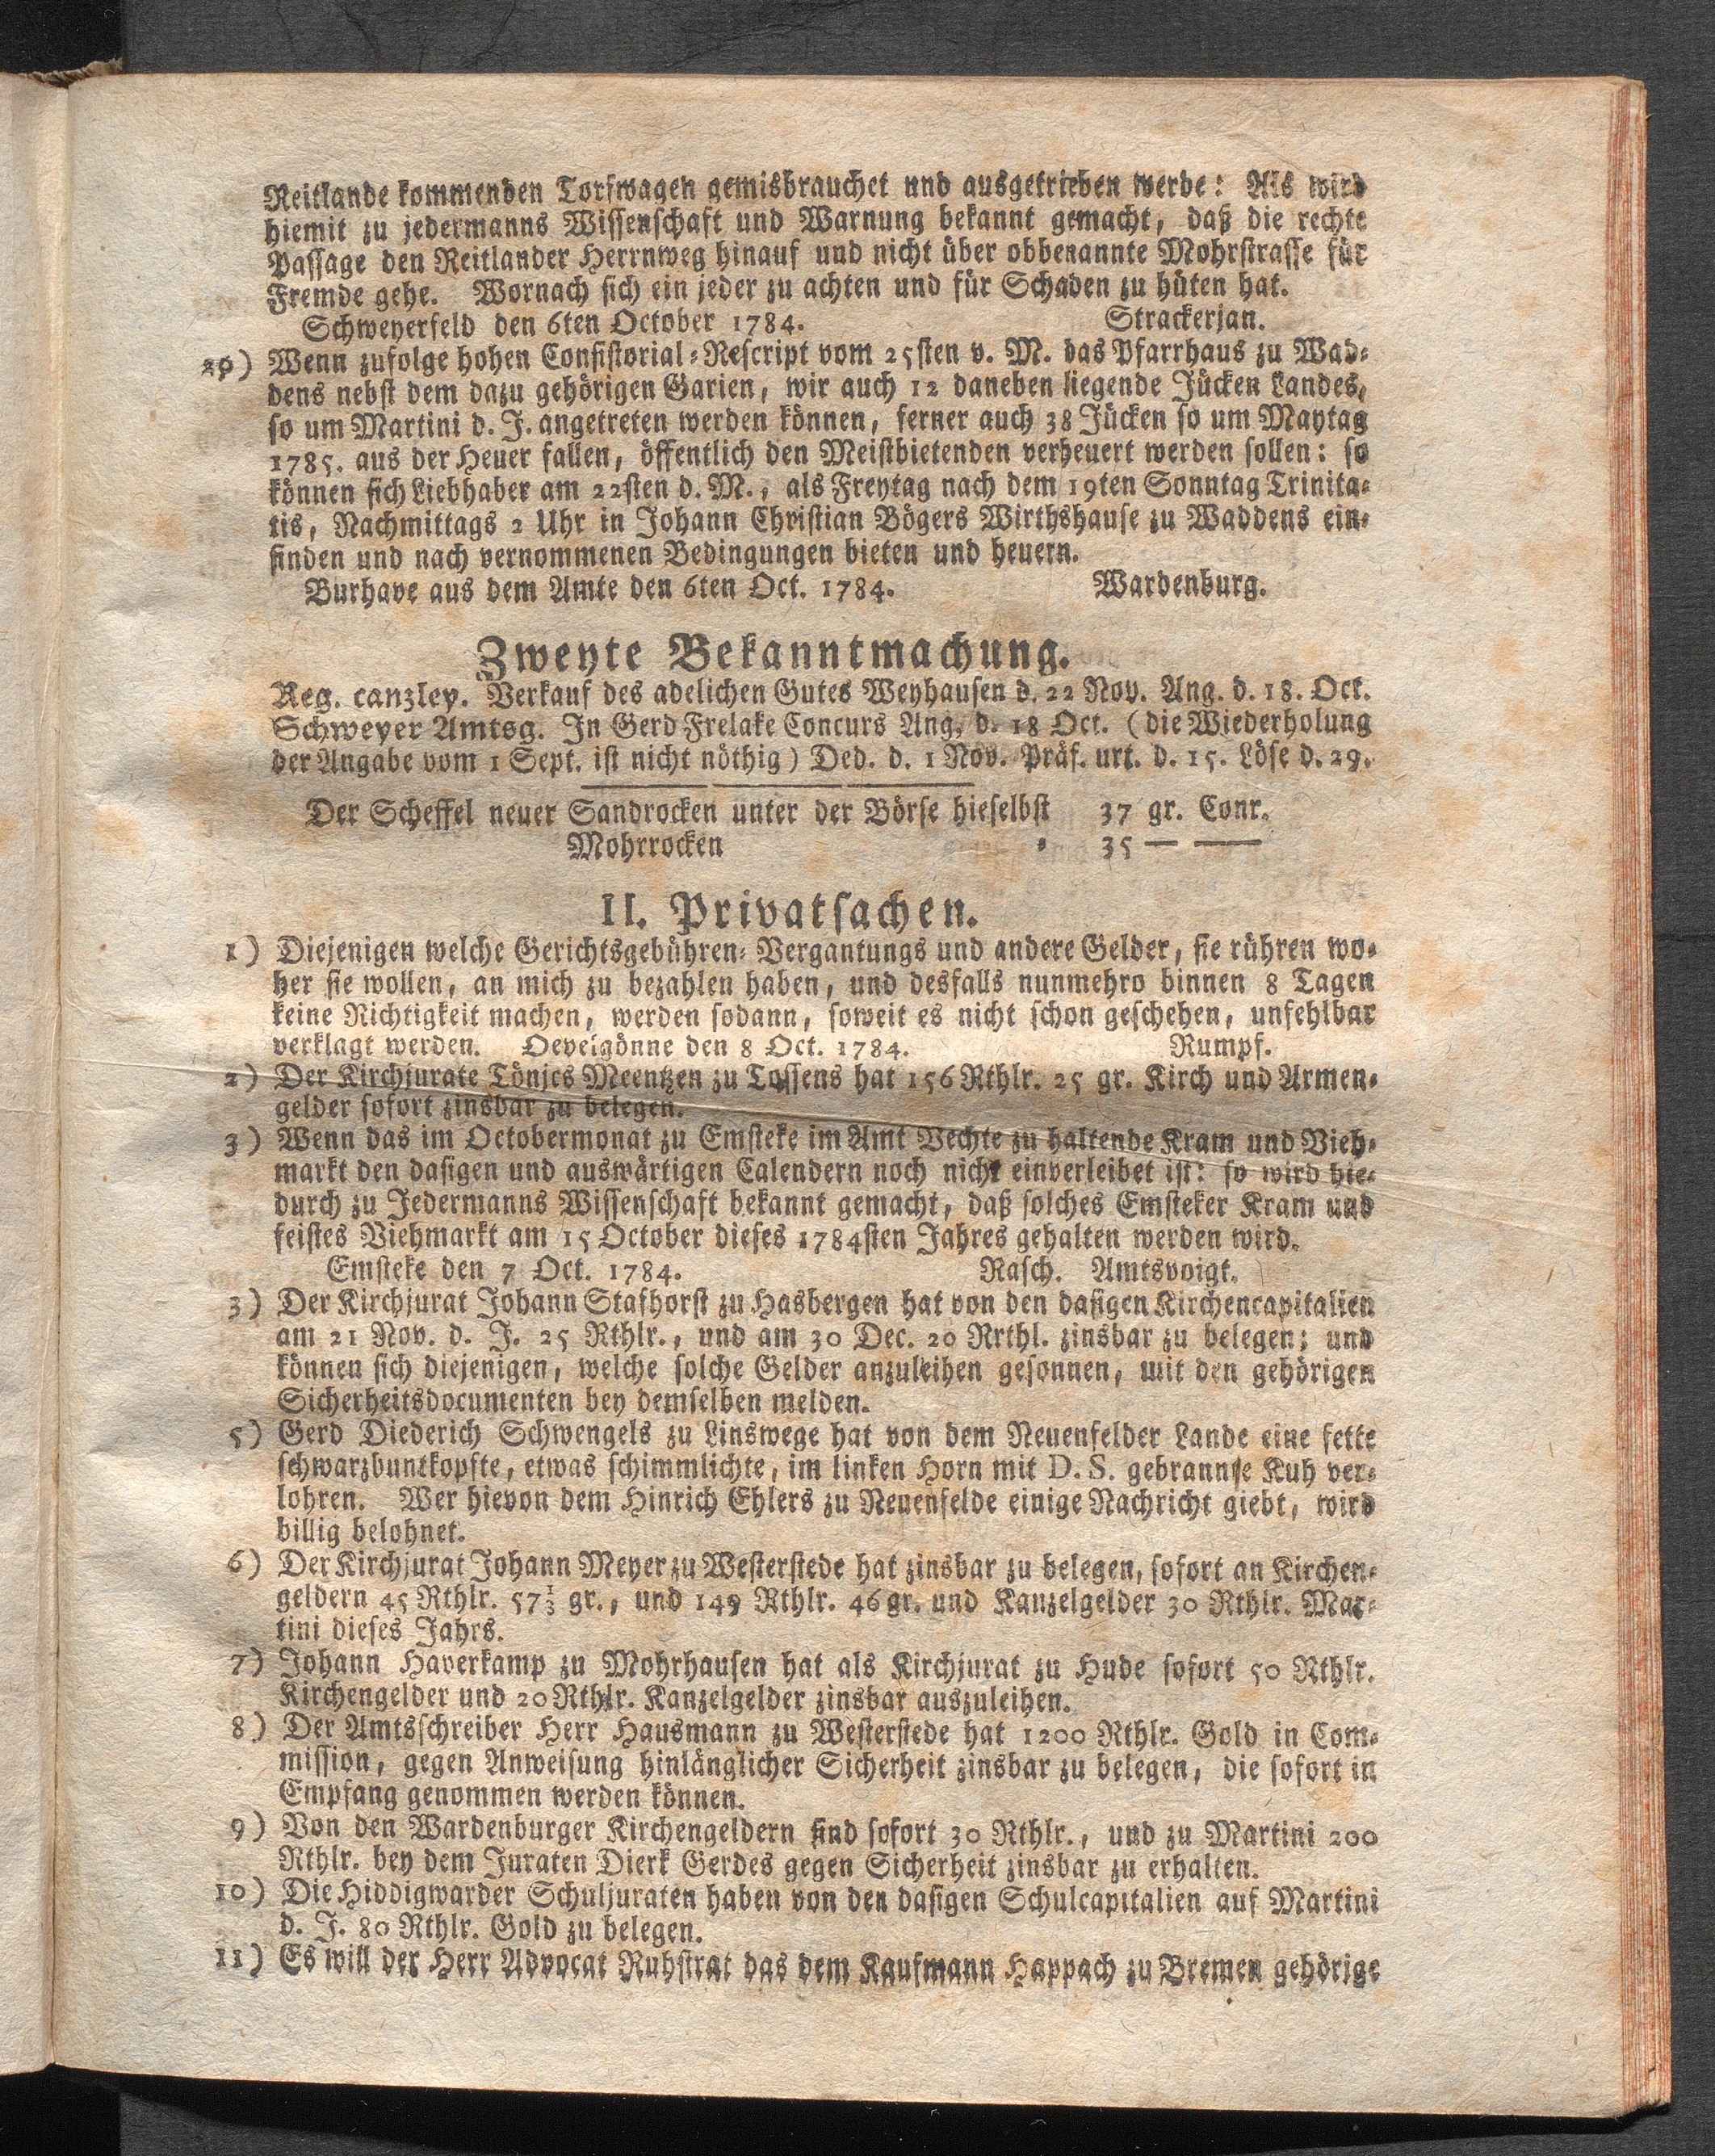 Reitlande kommenden Torfwagen gemisbrauchet und ausgetrieben werde: Als wird
hiemit zu jedermanns Wissenschaft und Warnung bekannt gemacht, daß die rechte
Passage den Reitlander Herrnweg hinauf und nicht über obbenannte Mohrstrasse für
Fremde gehe. Wornach sich ein jeder zu achten und für Schaden zu hüten hat.
Schweyerfeld den 6ten October 1784. Strackerjan.
29) Wenn zufolge hohen Consistorial-Rescript vom 25sten v. M. das Pfarrhaus zu Wad-
dens nebst dem dazu gehörigen Garien, wir auch 12 daneben liegende Jücken Landes,
so um Martini d. J. angetreten werden können, ferner auch 38 Jücken so um Maytag
1785. aus der Heuer fallen, öffentlich den Meistbietenden verheuert werden sollen: so
können sich Liebhaber am 22sten d. M., als Freytag nach dem 19ten Sonntag Trinita-
tis, Nachmittags 2 Uhr in Johann Christian Bögers Wirthshause zu Waddens ein-
finden und nach vernommenen Bedingungen bieten und heuern.
Burhave aus dem Amte den 6ten Oct. 1784. Wardenburg.
Zweyte Bekanntmachung.
Reg. canzley. Verkauf des adelichen Gutes Weyhausen d. 22 Nov. Ang. d. 18. Oct.
Schweyer Amtsg. In Gerd Frelake Concurs Ang. d. 18 Oct. (die Wiederholung
der Angabe vom 1 Sept. ist nicht nöthig) Ded. d. 1 Nov. Präf. urt. d. 15. Löse d. 29.
Der Scheffel neuer Sandrocken unter der Börse hieselbst 37 gr. Conr.
Mohrrocken - 35 — —
II. Privatsachen.
1) Diejenigen welche Gerichtsgebühren- Vergantungs und andere Gelder, sie rühren wo-
her sie wollen, an mich zu bezahlen haben, und desfalls nunmehro binnen 8 Tagen
keine Richtigkeit machen, werden sodann, soweit es nicht schon geschehen, unfehlbar
verklagt werden. Oevelgönne den 8 Oct. 1784. Rumpf.
2) Der Kirchjurate Tönjes Meentzen zu Tossens hat 156 Rthlr. 25 gr. Kirch und Armen-
gelder sofort zinsbar zu belegen.
3) Wenn das im Octobermonat zu Emsteke im Amt Vechte zu haltende Kram und Vieh-
markt den dasigen und auswärtigen Calendern noch nicht einverleibet ist: so wird hie-
durch zu Jedermanns Wissenschaft bekannt gemacht, daß solches Emsteker Kram und
feistes Viehmarkt am 15 October dieses 1784sten Jahres gehalten werden wird.
Emsteke den 7 Oct. 1784. Rasch. Amtsvoigt.
3) Der Kirchjurat Johann Stafhorst zu Hasbergen hat von den dasigen Kirchencapitalien
am 21 Nov. d. J. 25 Rthlr., und am 30 Dec. 20 Rrthl. zinsbar zu belegen; und
können sich diejenigen, welche solche Gelder anzuleihen gesonnen, mit den gehörigen
Sicherheitsdocumenten bey demselben melden.
5) Gerd Diederich Schwengels zu Linswege hat von dem Neuenfelder Lande eine fette
schwarzbuntkopfte, etwas schimmlichte, im linken Horn mit D. S. gebrannte Kuh ver-
lohren. Wer hievon dem Hinrich Ehlers zu Neuenfelde einige Nachricht giebt, wird
billig belohnet.
6) Der Kirchjurat Johann Meyer zu Westerstede hat zinsbar zu belegen, sofort an Kirchen-
geldern 45 Rthlr. 57⅓ gr., und 149 Rthlr. 46 gr. und Kanzelgelder 30 Rthlr. Mar-
tini dieses Jahrs.
7) Johann Haverkamp zu Mohrhausen hat als Kirchjurat zu Hude sofort 50 Rthlr.
Kirchengelder und 20 Rthlr. Kanzelgelder zinsbar auszuleihen.
8) Der Amtsschreiber Herr Hausmann zu Westerstede hat 1200 Rthlr. Gold in Com-
mission, gegen Anweisung hinlänglicher Sicherheit zinsbar zu belegen, die sofort in
Empfang genommen werden können.
9) Von den Wardenburger Kirchengeldern sind sofort 30 Rthlr., und zu Martini 200
Rthlr. bey dem Juraten Dierk Gerdes gegen Sicherheit zinsbar zu erhalten.
10) Die Hiddigwarder Schuljuraten haben von den dasigen Schulcapitalien auf Martini
d. J. 80 Rthlr. Gold zu belegen.
11) Es will der Herr Advocat Ruhstrat das dem Kaufmann Happach zu Bremen gehörige